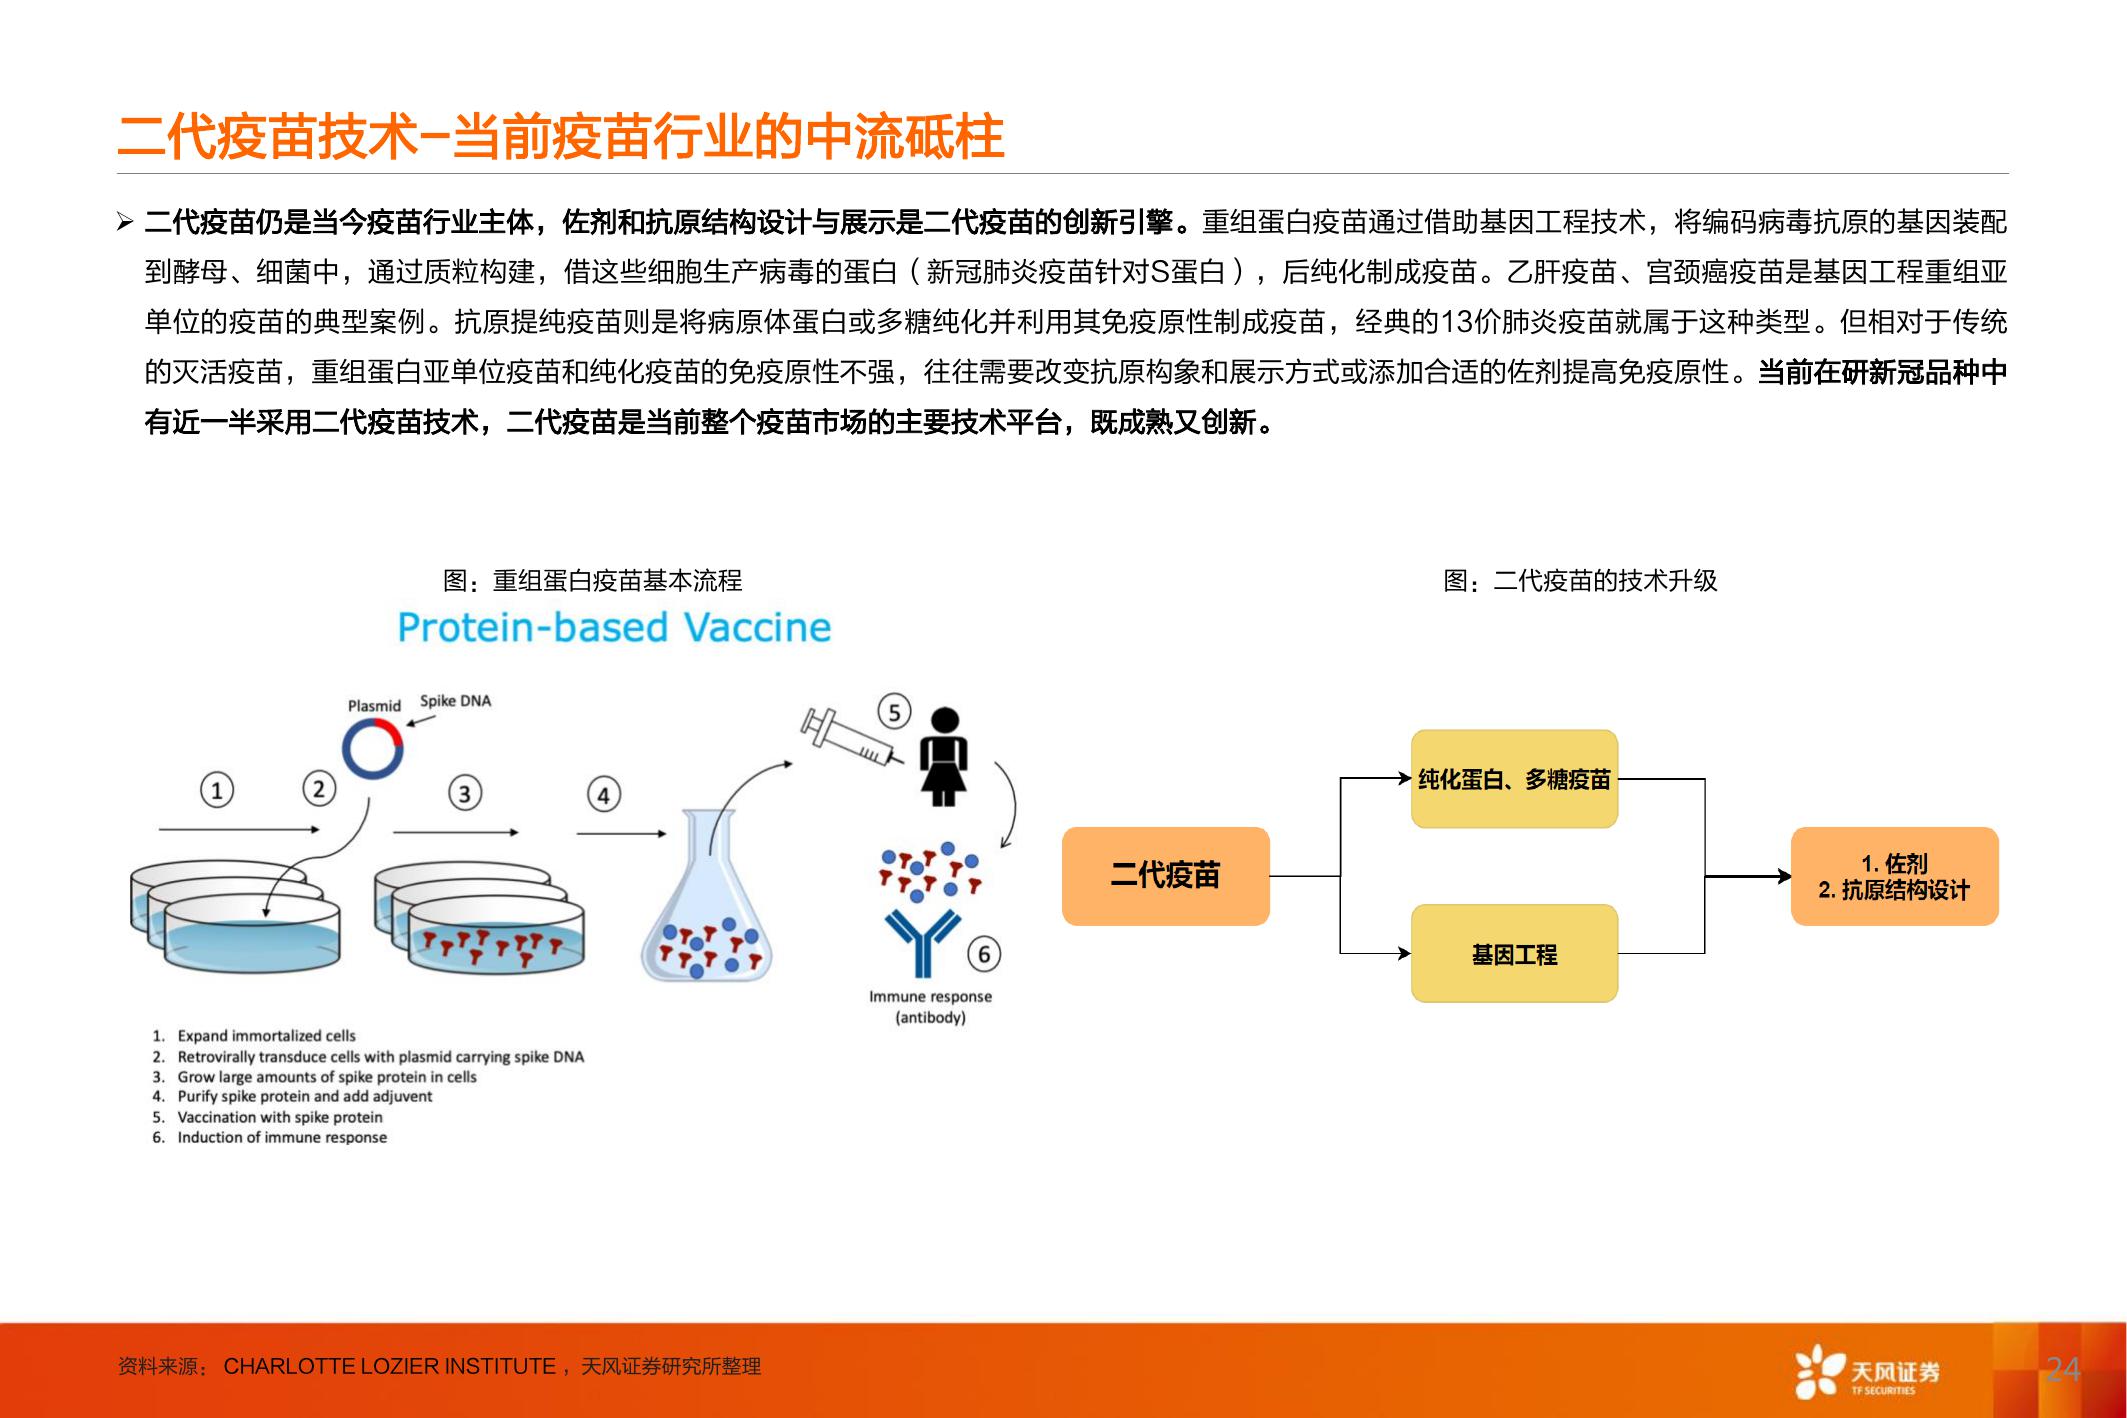 二代疫苗技术–当前疫苗行业的中流砥柱
➢ 二代疫苗仍是当今疫苗行业主体，佐剂和抗原结构设计与展示是二代疫苗的创新引擎。重组蛋白疫苗通过借助基因工程技术，将编码病毒抗原的基因装配
到酵母、细菌中，通过质粒构建，借这些细胞生产病毒的蛋白（新冠肺炎疫苗针对S蛋白），后纯化制成疫苗。乙肝疫苗、宫颈癌疫苗是基因工程重组亚
单位的疫苗的典型案例。抗原提纯疫苗则是将病原体蛋白或多糖纯化并利用其免疫原性制成疫苗，经典的13价肺炎疫苗就属于这种类型。但相对于传统
的灭活疫苗，重组蛋白亚单位疫苗和纯化疫苗的免疫原性不强，往往需要改变抗原构象和展示方式或添加合适的佐剂提高免疫原性。当前在研新冠品种中
有近一半采用二代疫苗技术，二代疫苗是当前整个疫苗市场的主要技术平台，既成熟又创新。
图：重组蛋白疫苗基本流程
Protein-based Vaccine
Plasmid
Spike DNA
1
2
3
4
5
6
Immune response
(antibody)
1. Expand immortalized cells
2. Retrovirally transduce cells with plasmid carrying spike DNA
3. Grow large amounts of spike protein in cells
4. Purify spike protein and add adjuvent
5. Vaccination with spike protein
6. Induction of immune response
图：二代疫苗的技术升级
二代疫苗
纯化蛋白、多糖疫苗
基因工程
1. 佐剂
2. 抗原结构设计
资料来源：CHARLOTTE LOZIER INSTITUTE，天风证券研究所整理
天风证券
TF SECURITIES
24